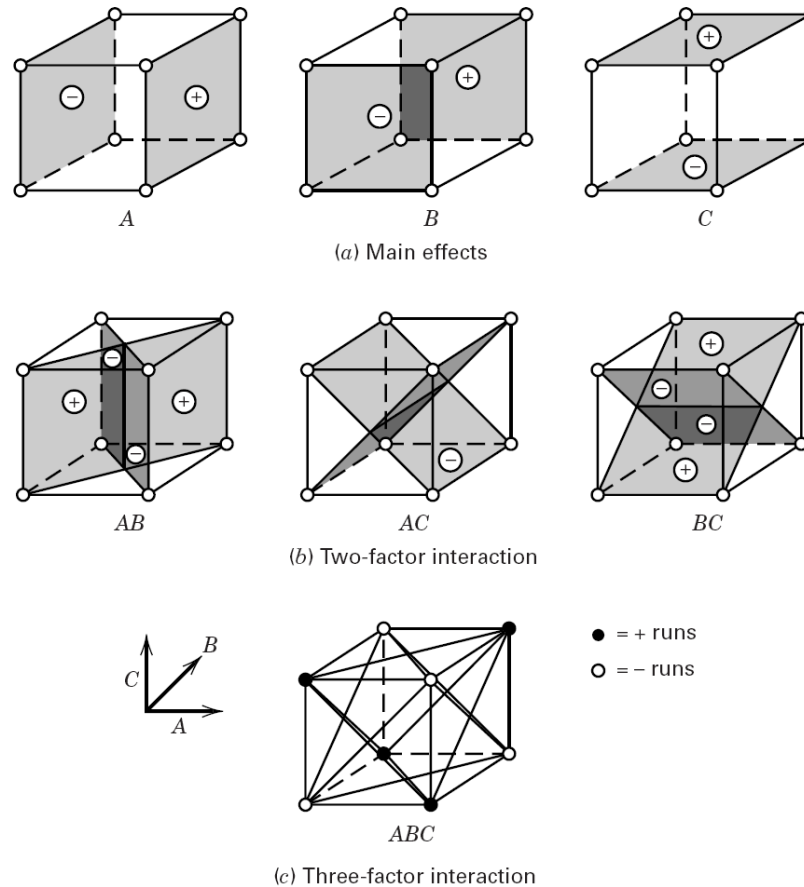 − + − + + −
A B C
(a) Main effects
− + + − − + − − +
AB AC BC
(b) Two-factor interaction
B
C
A
= + runs
= − runs
ABC
(c) Three-factor interaction